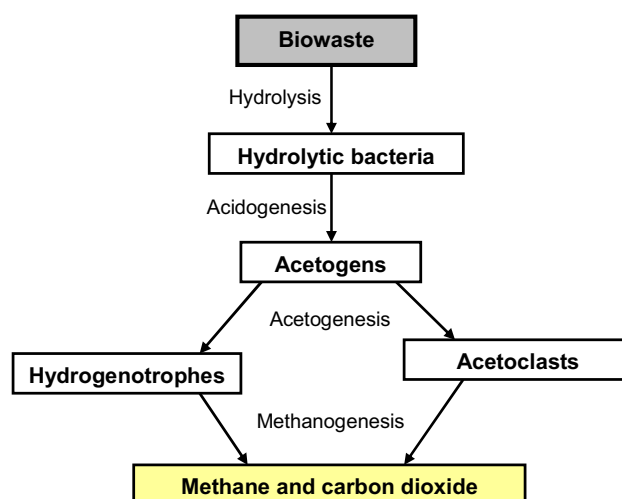 Biowaste
Hydrolysis
Hydrolytic bacteria
Acidogenesis
Acetogens
Acetogenesis
Hydrogenotrophes
Acetoclasts
Methanogenesis
Methane and carbon dioxide